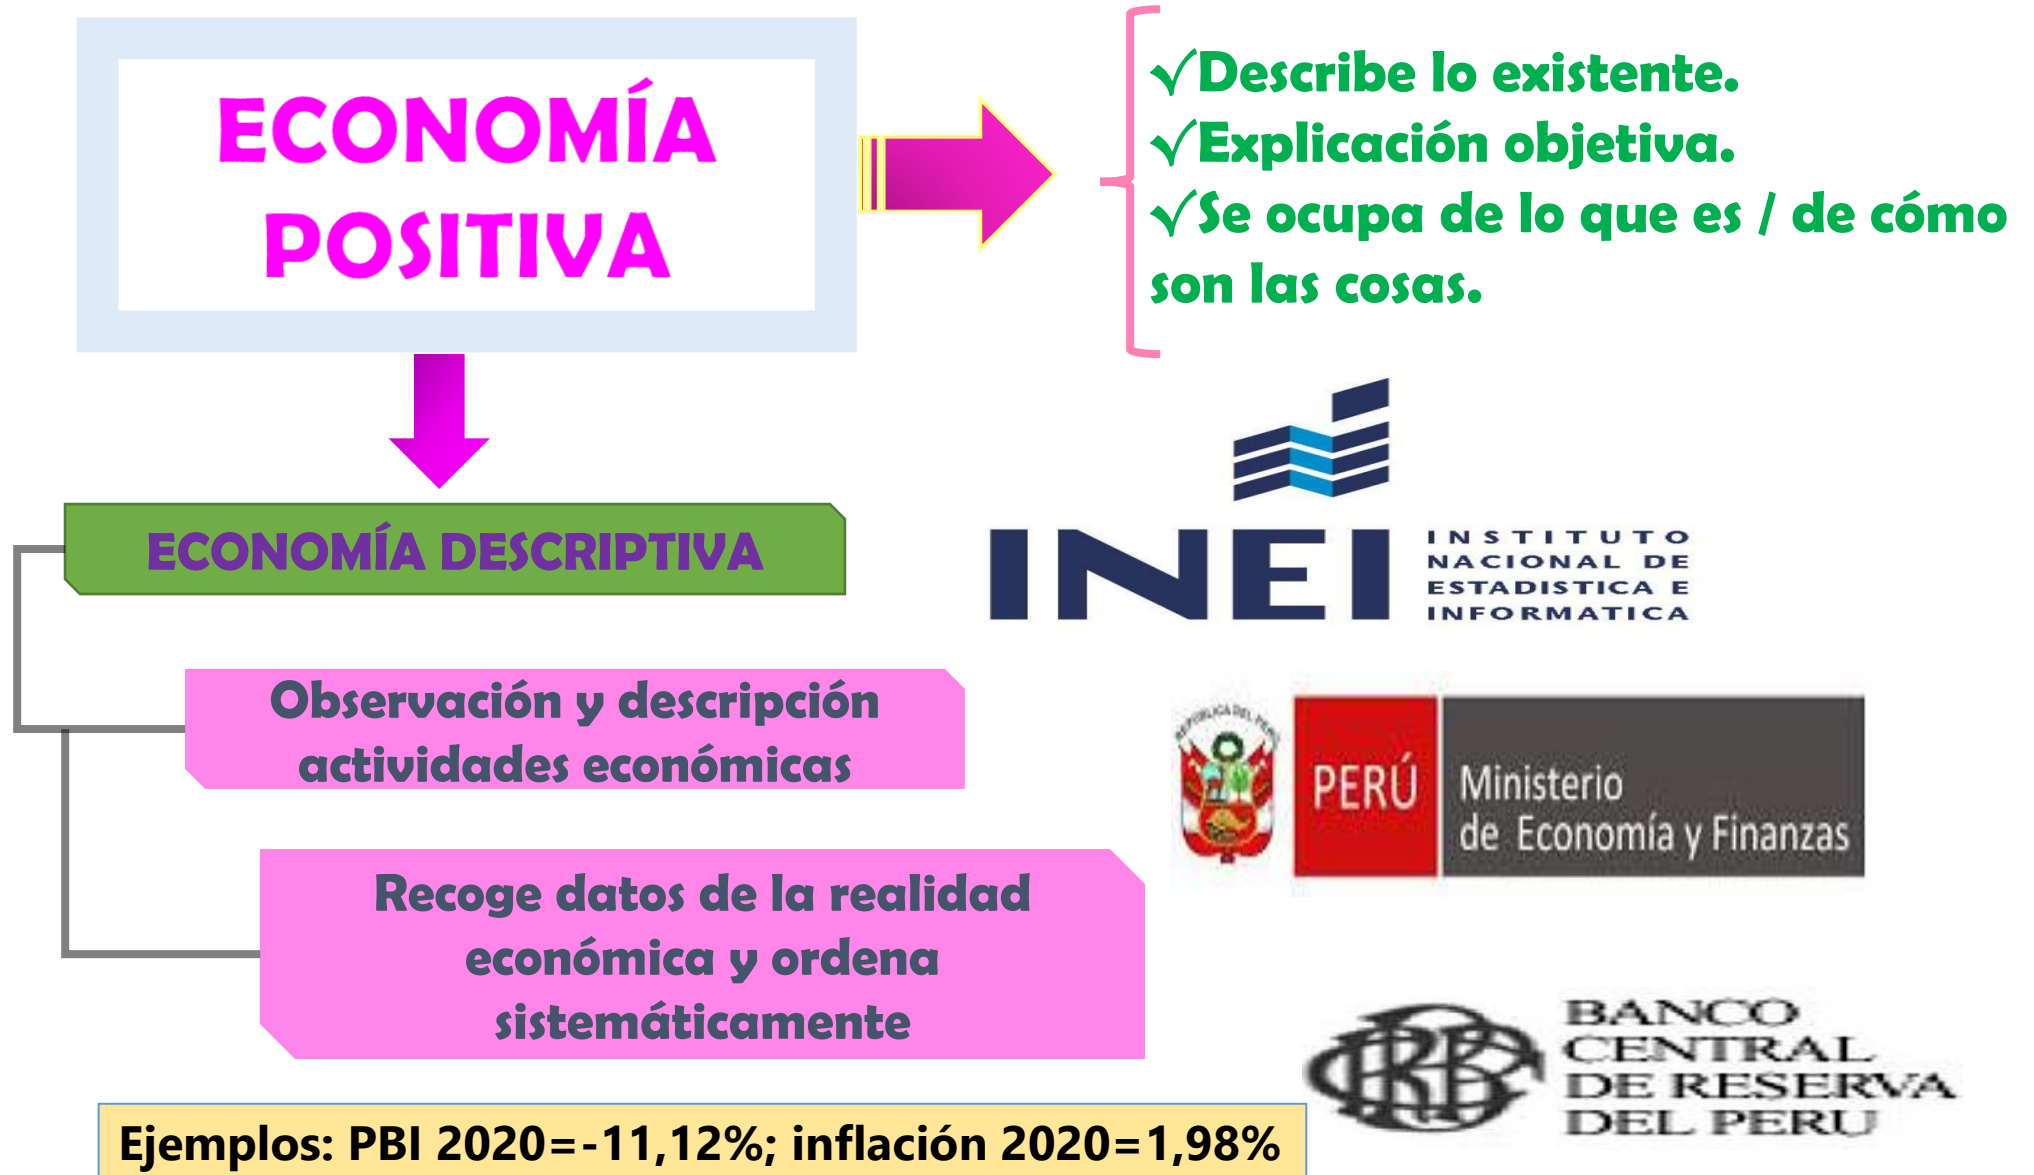 ECONOMÍA
POSITIVA
√Describe lo existente.
√Explicación objetiva.
√Se ocupa de lo que es / de cómo
son las cosas.
ECONOMÍA DESCRIPTIVA
Observación y descripción
actividades económicas
Recoge datos de la realidad
económica y ordena
sistemáticamente
Ejemplos: PBI 2020=-11,12%; inflación 2020=1,98%
INEI
INSTITUTO
NACIONAL DE
ESTADISTICA E
INFORMATICA
REPUBLICA DEL PERU
PERÚ
Ministerio
de Economía y Finanzas
BANCO
CENTRAL
DE RESERVA
DEL PERU